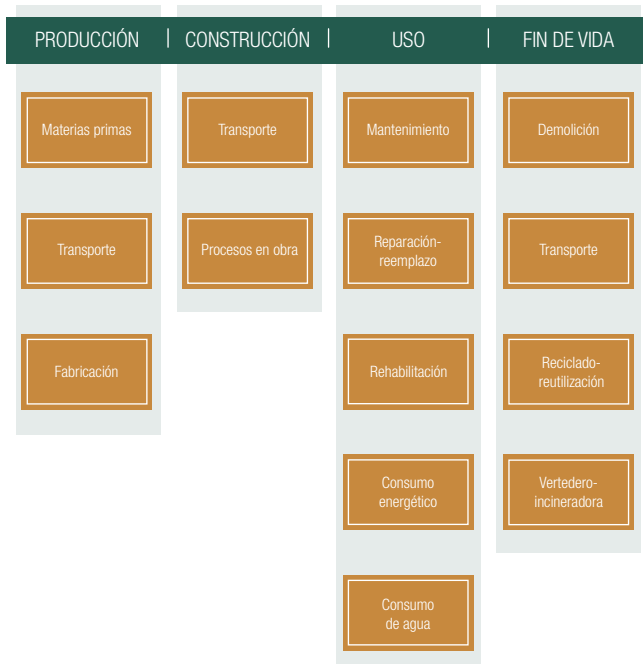 PRODUCCIÓN | CONSTRUCCIÓN | USO | FIN DE VIDA
Materias primas
Transporte
Fabricación
Transporte
Procesos en obra
Mantenimiento
Reparación-
reemplazo
Rehabilitación
Consumo
energético
Consumo
de agua
Demolición
Transporte
Reciclado-
reutilización
Vertedero-
incineradora